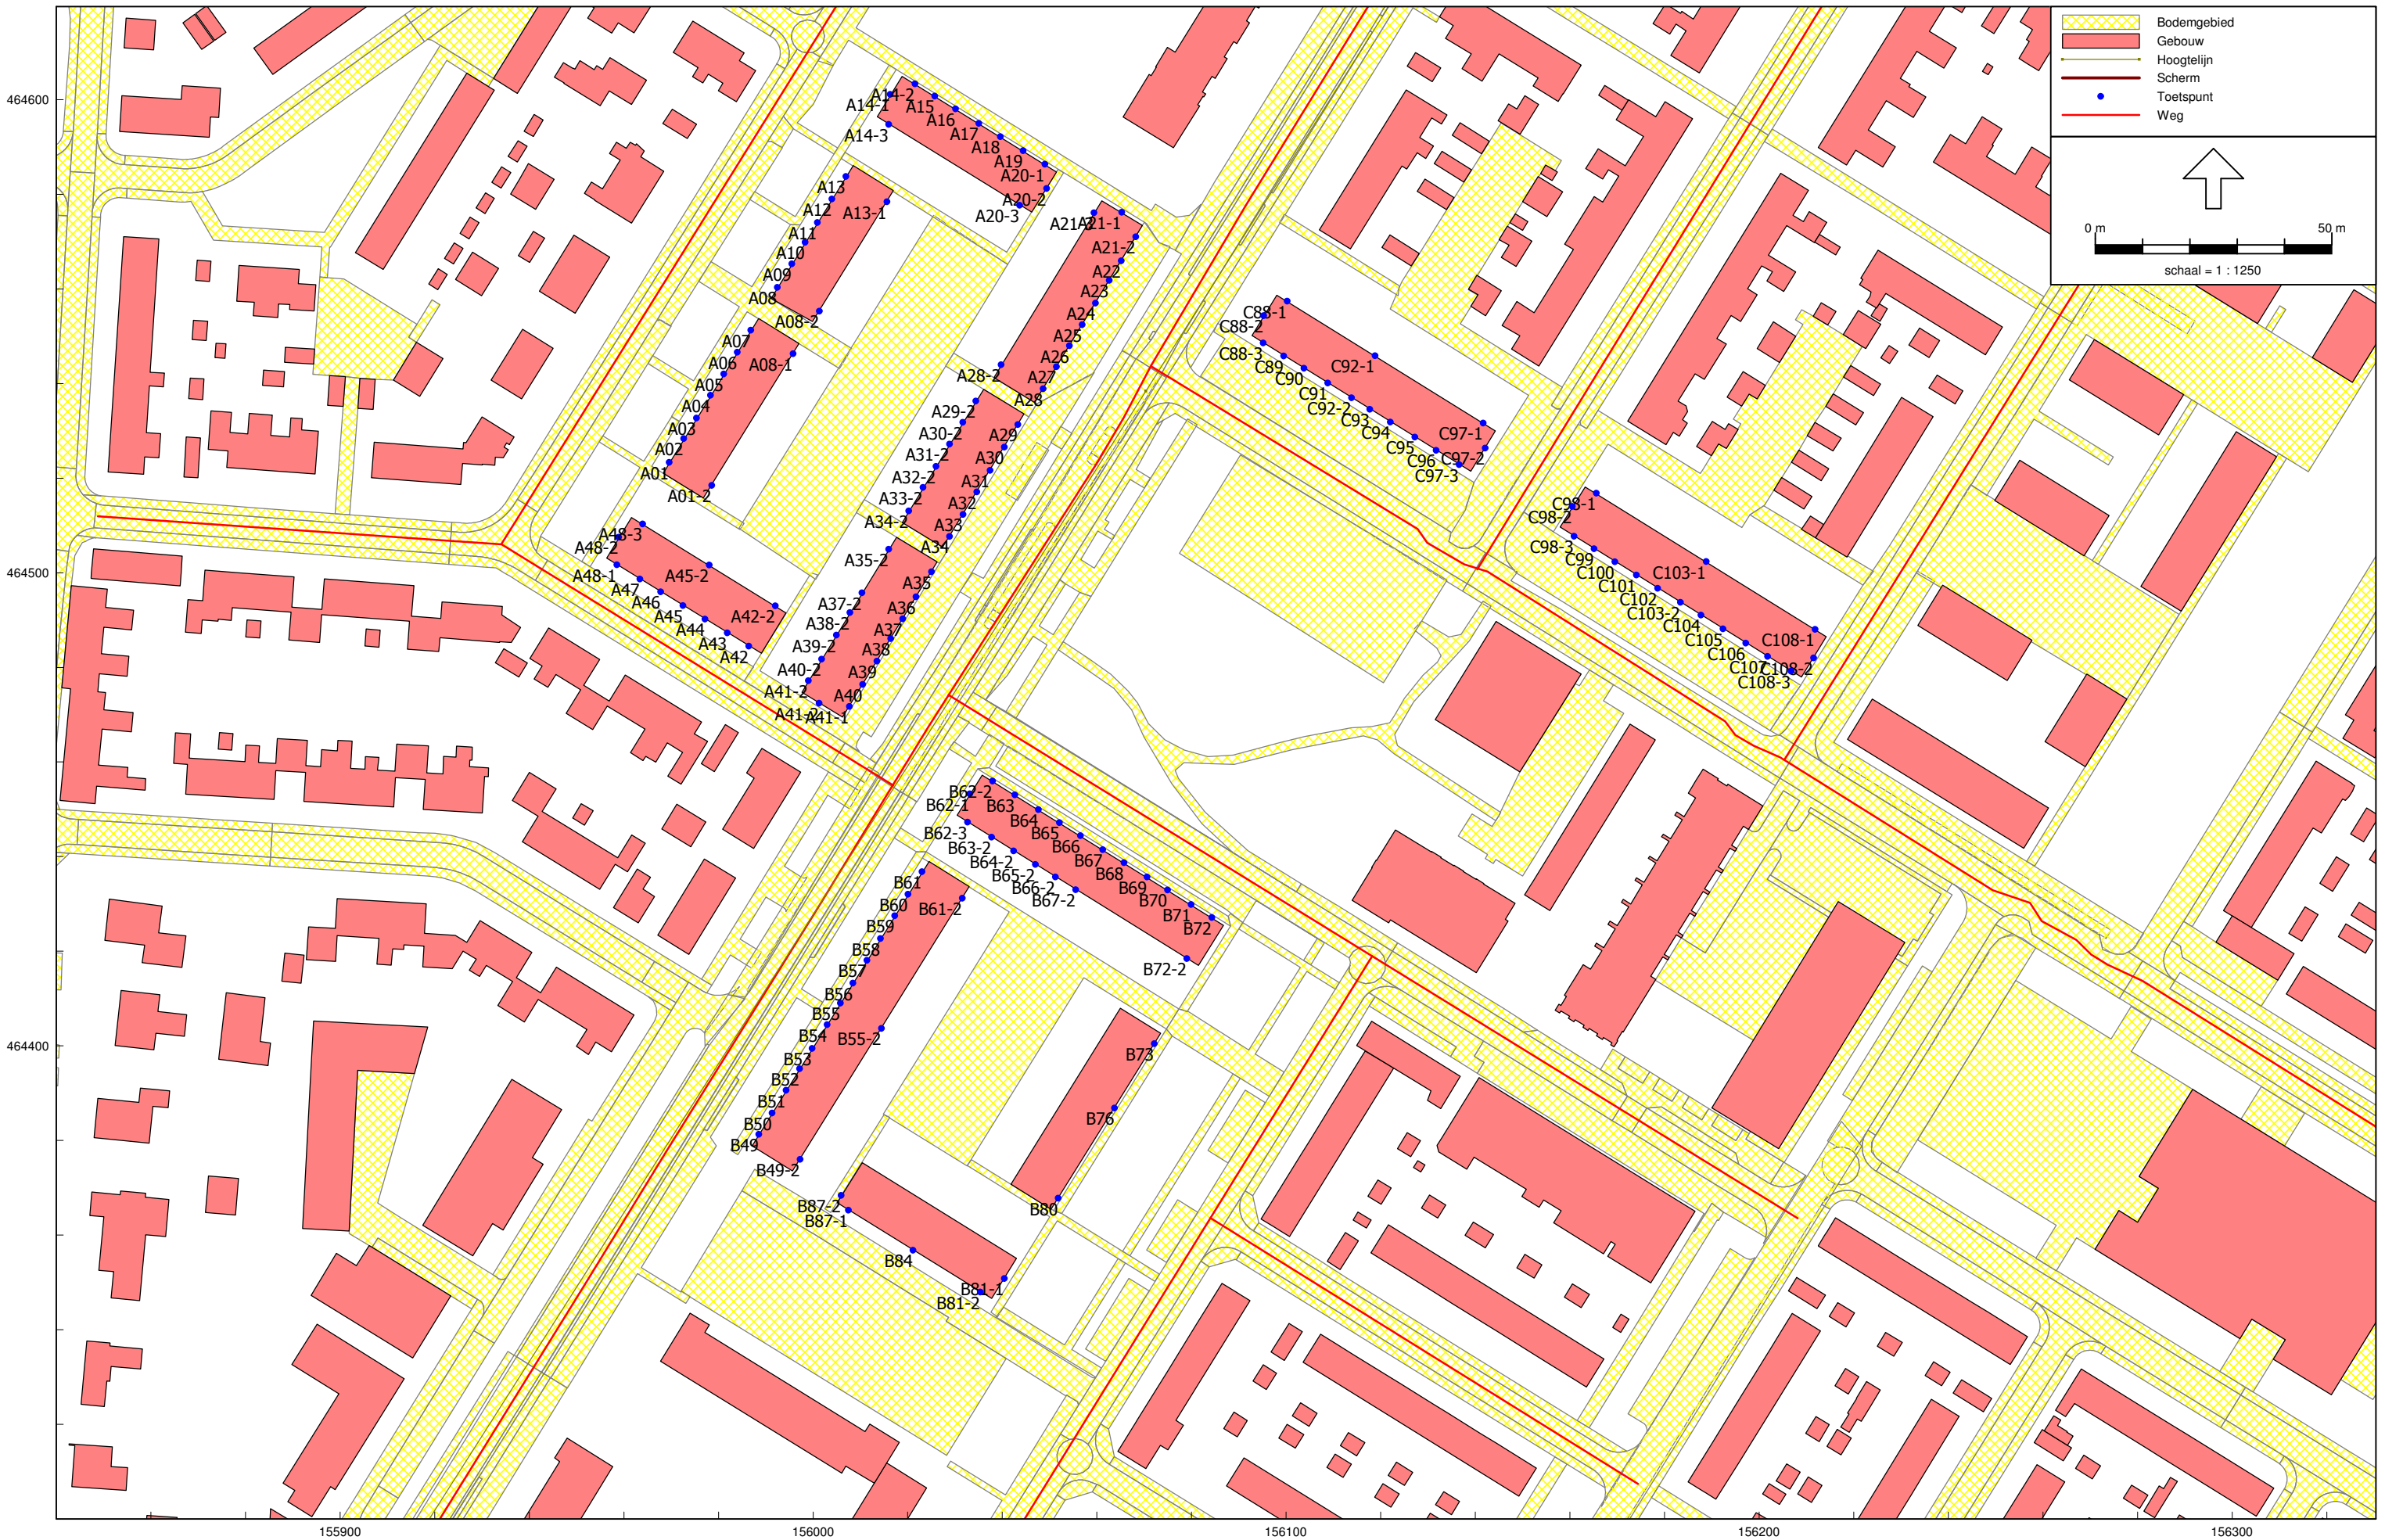 Bodemgebied
Gebouw
Hoogtelijn
Scherm
Toetspunt
Weg
0 m 50 m
schaal = 1 : 1250
464600
464500
464400
155900 156000 156100 156200 156300
A14-2
A14-1
A15
A16
A14-3
A17
A18
A19
A20-1
A20-2
A20-3
A13
A13-1
A12
A11
A10
A09
A08
A08-2
A21-1
A21-2
A22
A23
A24
A25
A26
A27
A28-2
A28
A07
A08-1
A06
A05
A04
A03
A02
A01
A01-2
A29-2
A29
A30-2
A30
A31-2
A31
A32-2
A32
A33-2
A33
A34-2
A34
A48-3
A48-2
A48-1
A47
A46
A45-2
A45
A44
A43
A42-2
A42
A35-2
A35
A36
A37-2
A37
A38-2
A38
A39-2
A39
A40-2
A40
A41-2
A41-2
A41-1
C88-1
C88-2
C88-3
C89
C90
C91
C92-1
C92-2
C93
C94
C95
C96
C97-1
C97-2
C97-3
C98-1
C98-2
C98-3
C99
C100
C101
C102
C103-1
C103-2
C104
C105
C106
C107
C108-1
C108-2
C108-3
B62-2
B62-1
B63
B64
B62-3
B65
B63-2
B66
B64-2
B67
B65-2
B68
B66-2
B69
B67-2
B70
B71
B72
B72-2
B61
B61-2
B60
B59
B58
B57
B56
B55
B55-2
B54
B53
B52
B51
B50
B49
B49-2
B73
B76
B80
B87-2
B87-1
B84
B81-1
B81-2